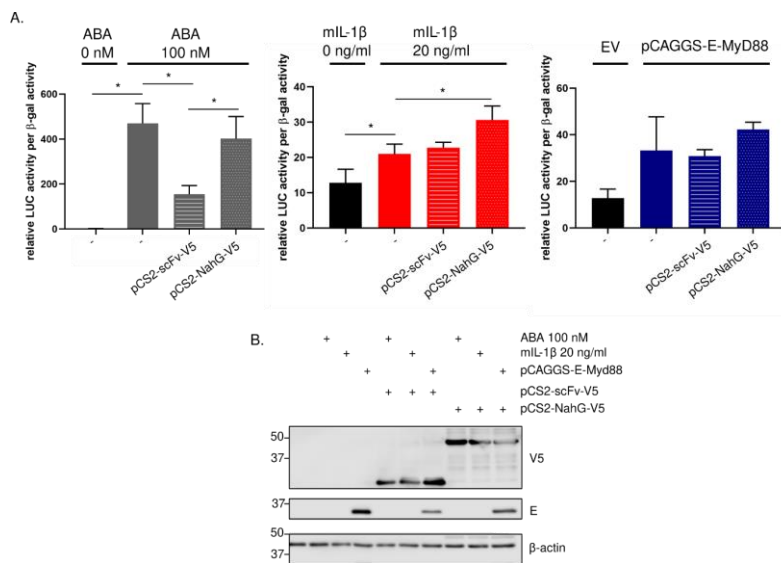 A.
ABA
0 nM
ABA
100 nM
relative LUC activity per β-gal activity
600
400
200
0
-
-
pCS2-scFv-V5
pCS2-NahG-V5
*
*
*
mIL-1β
0 ng/ml
mIL-1β
20 ng/ml
relative LUC activity per β-gal activity
40
30
20
10
0
-
-
pCS2-scFv-V5
pCS2-NahG-V5
*
*
EV
pCAGGS-E-MyD88
relative LUC activity per β-gal activity
60
40
20
0
-
-
pCS2-scFv-V5
pCS2-NahG-V5
B.
+ + + ABA 100 nM
+ + + mIL-1β 20 ng/ml
+ + + pCAGGS-E-Myd88
+ + + pCS2-scFv-V5
+ + + pCS2-NahG-V5
50
37
V5
37
E
50
37
β-actin